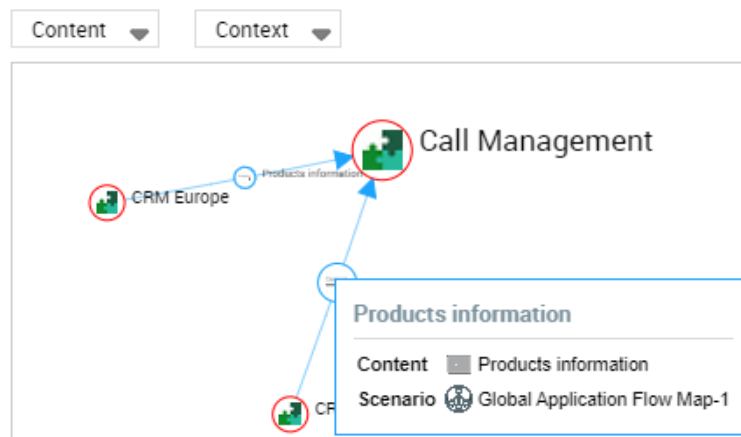 Content
Context
Call Management
Products information
CRM Europe
Products information
Content Products information
Scenario Global Application Flow Map-1
CR